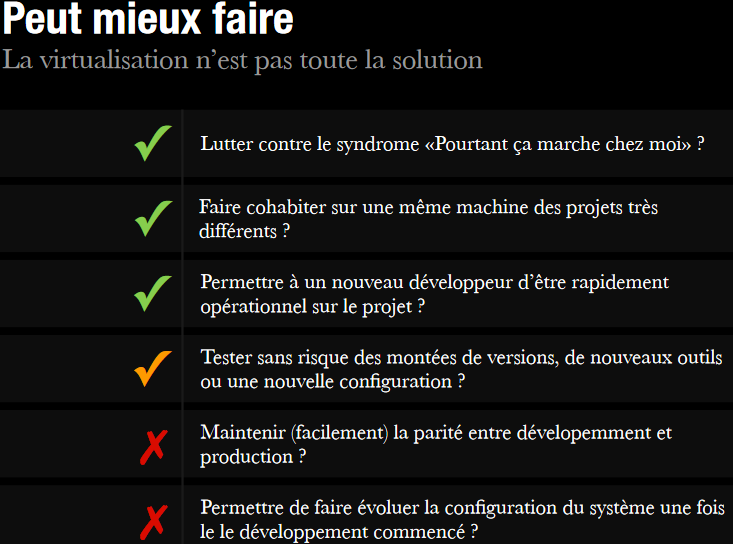 Peut mieux faire
La virtualisation n’est pas toute la solution
Lutter contre le syndrome «Pourtant ça marche chez moi» ?
Faire cohabiter sur une même machine des projets très
différents ?
Permettre à un nouveau développeur d’être rapidement
opérationnel sur le projet ?
Tester sans risque des montées de versions, de nouveaux outils
ou une nouvelle configuration ?
Maintenir (facilement) la parité entre dévelopemment et
production ?
Permettre de faire évoluer la configuration du système une fois
le le développement commencé ?